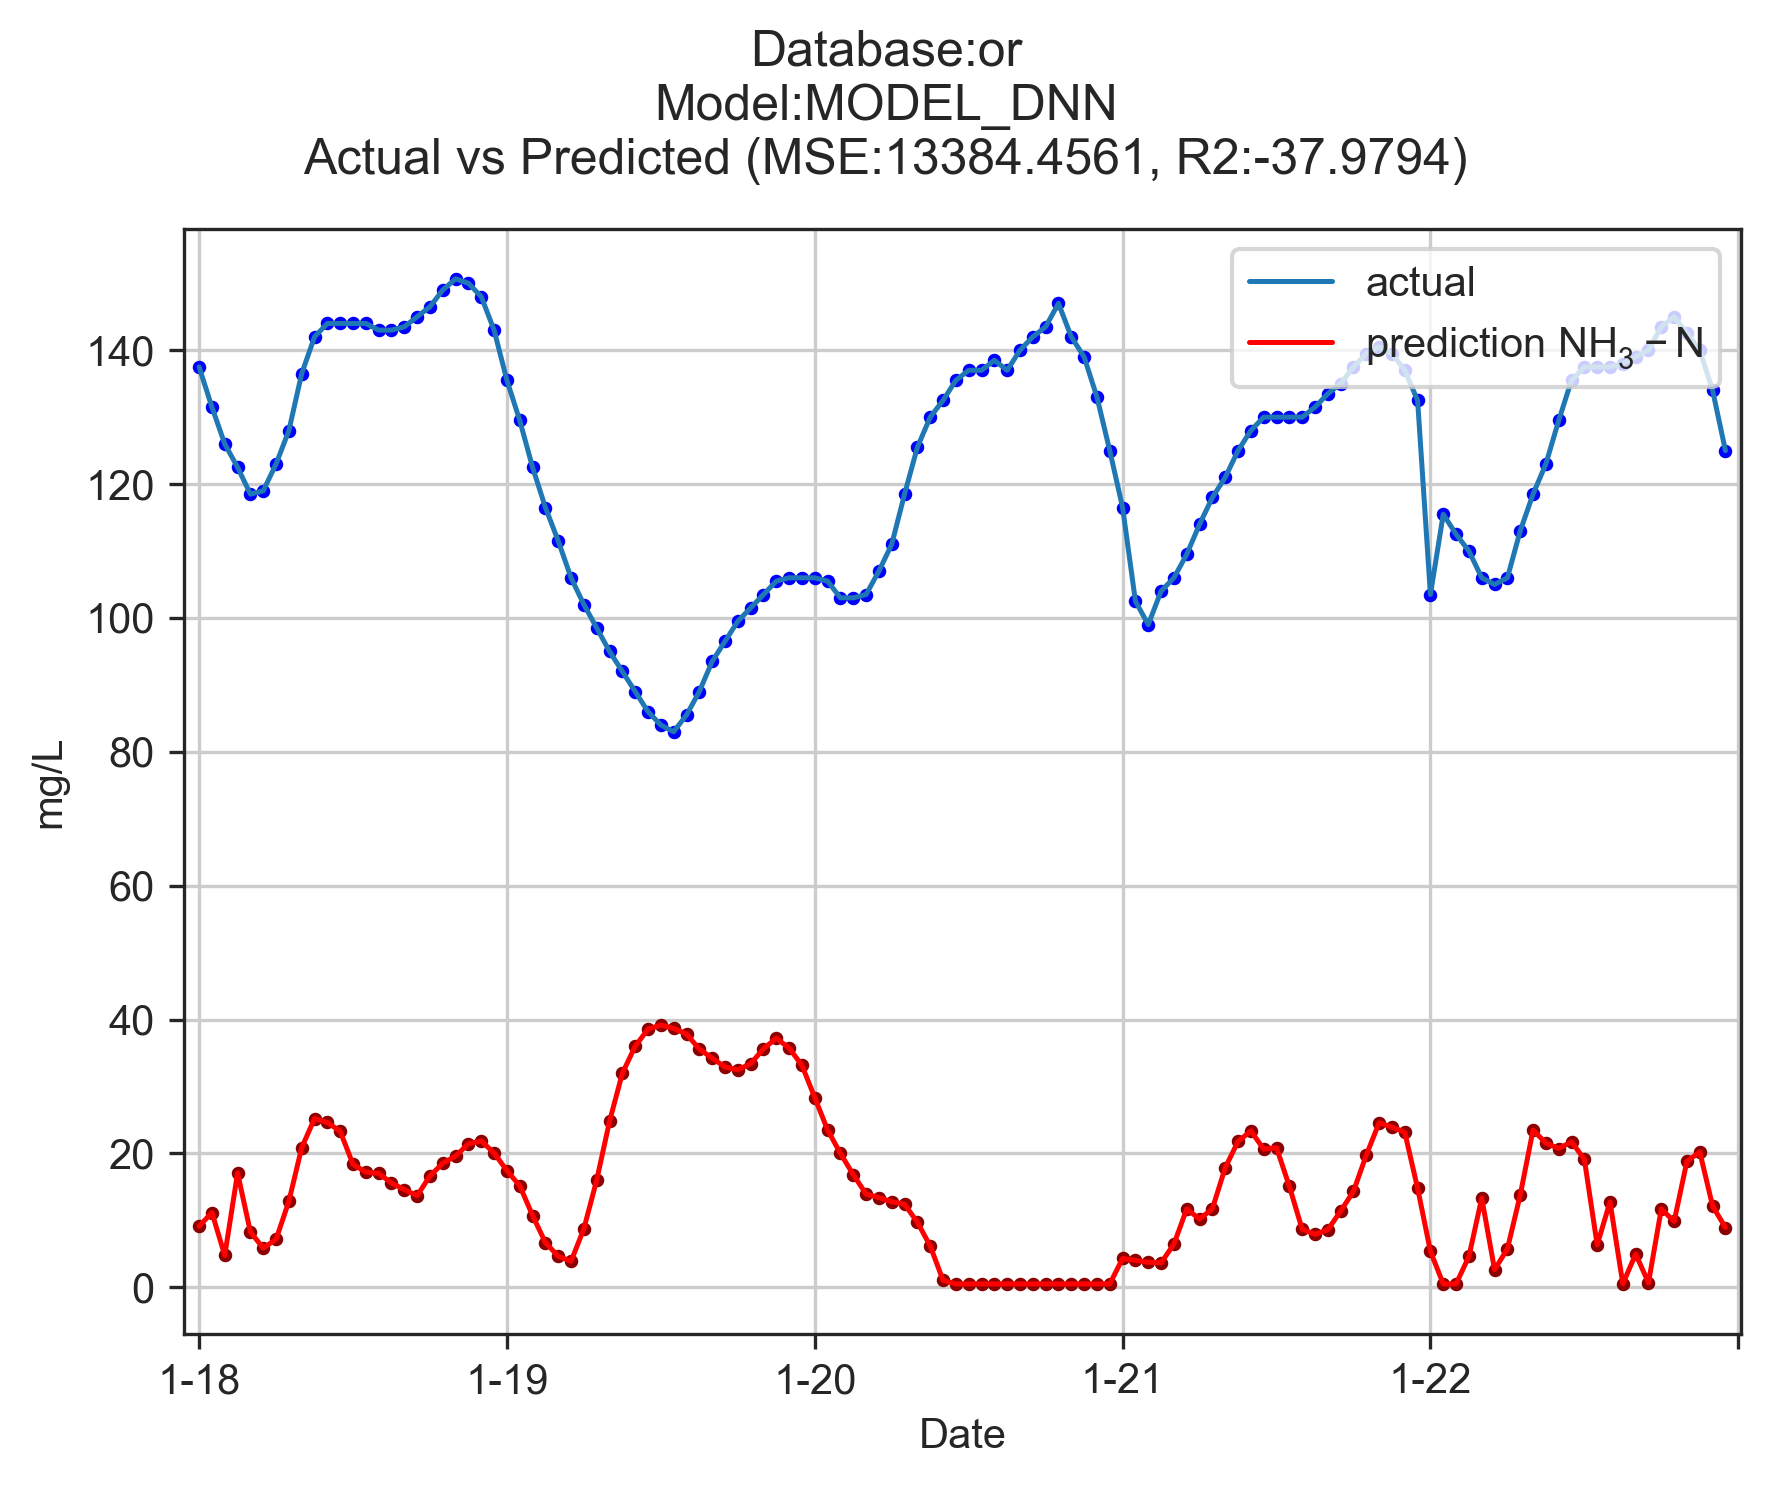 Database:or
Model:MODEL_DNN
Actual vs Predicted (MSE:13384.4561, R2:-37.9794)
actual
prediction NH₃ − N
140
120
100
80
60
40
20
0
mg/L
1-18 1-19 1-20 1-21 1-22
Date